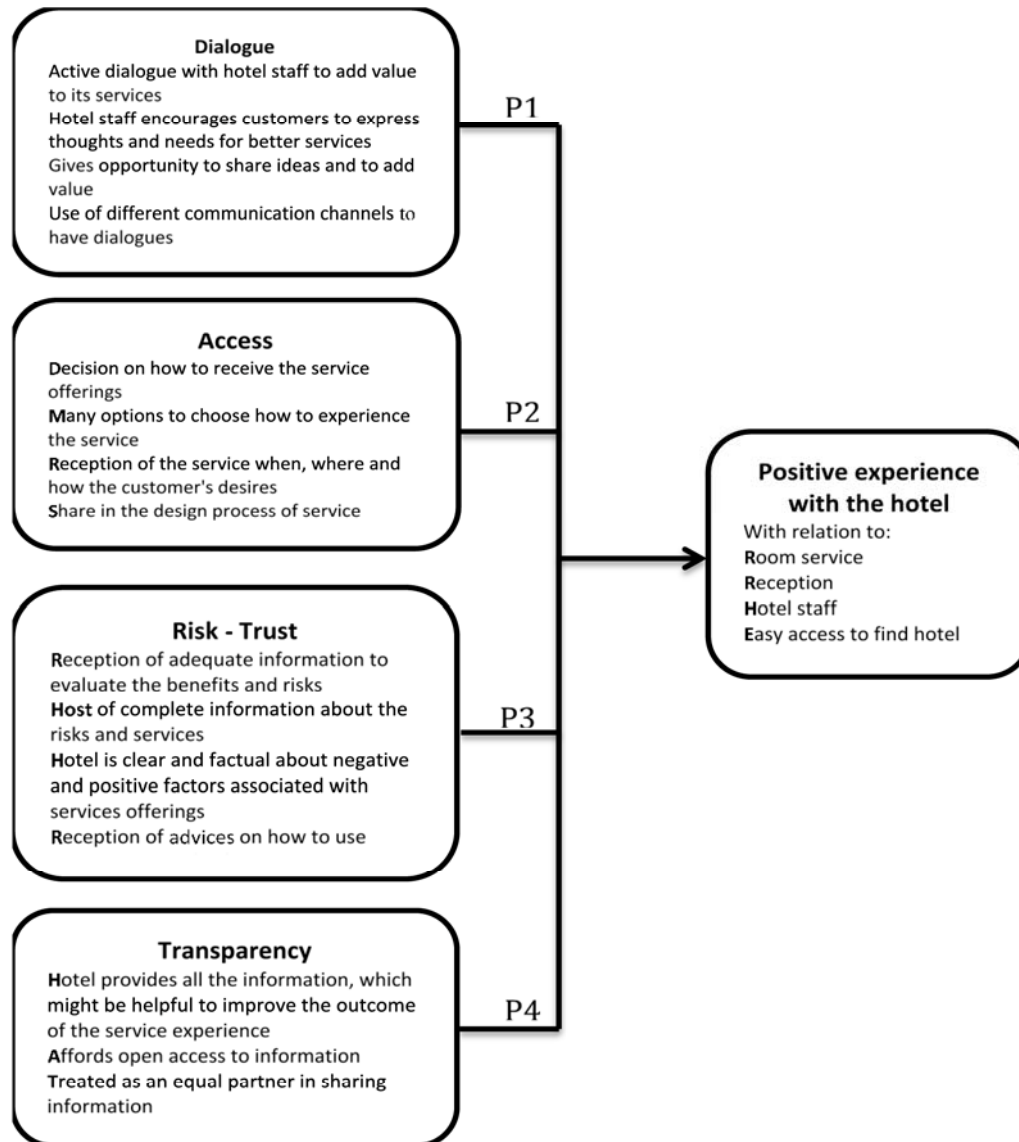 Dialogue
Active dialogue with hotel staff to add value
to its services
Hotel staff encourages customers to express
thoughts and needs for better services
Gives opportunity to share ideas and to add
value
Use of different communication channels to
have dialogues
P1
Access
Decision on how to receive the service
offerings
Many options to choose how to experience
the service
Reception of the service when, where and
how the customer's desires
Share in the design process of service
P2
Risk - Trust
Reception of adequate information to
evaluate the benefits and risks
Host of complete information about the
risks and services
Hotel is clear and factual about negative
and positive factors associated with
services offerings
Reception of advices on how to use
P3
Transparency
Hotel provides all the information, which
might be helpful to improve the outcome
of the service experience
Affords open access to information
Treated as an equal partner in sharing
information
P4
Positive experience
with the hotel
With relation to:
Room service
Reception
Hotel staff
Easy access to find hotel